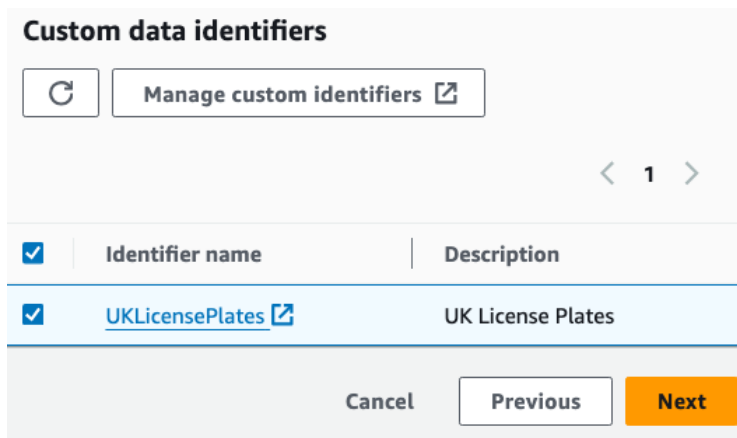 Custom data identifiers
Manage custom identifiers
1
Identifier name Description
UKLicensePlates UK License Plates
Cancel Previous Next